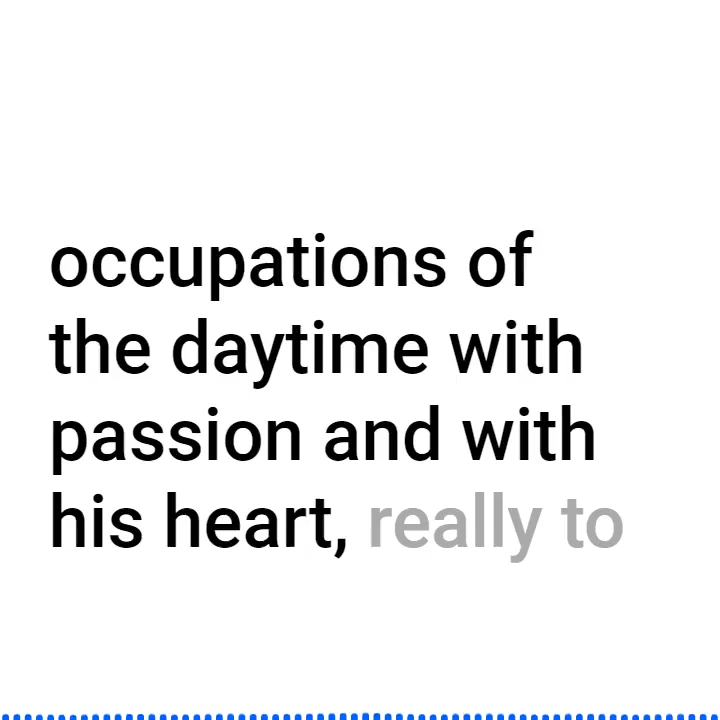 occupations of
the daytime with
passion and with
his heart, really to